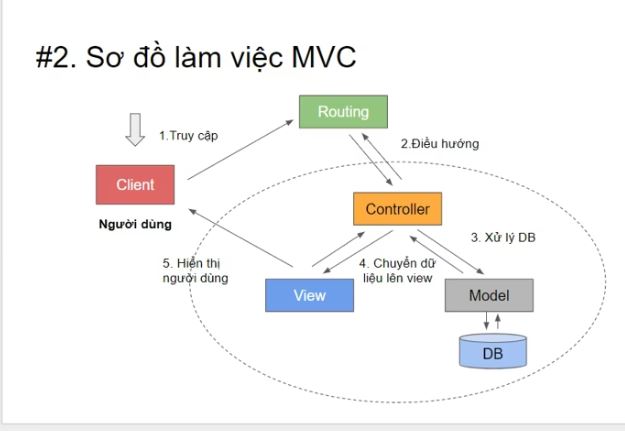 #2. Sơ đồ làm việc MVC
Routing
1.Truy cập
2.Điều hướng
Client
Controller
Người dùng
3. Xử lý DB
5. Hiển thị
người dùng
4. Chuyển dữ
liệu lên view
View
Model
DB